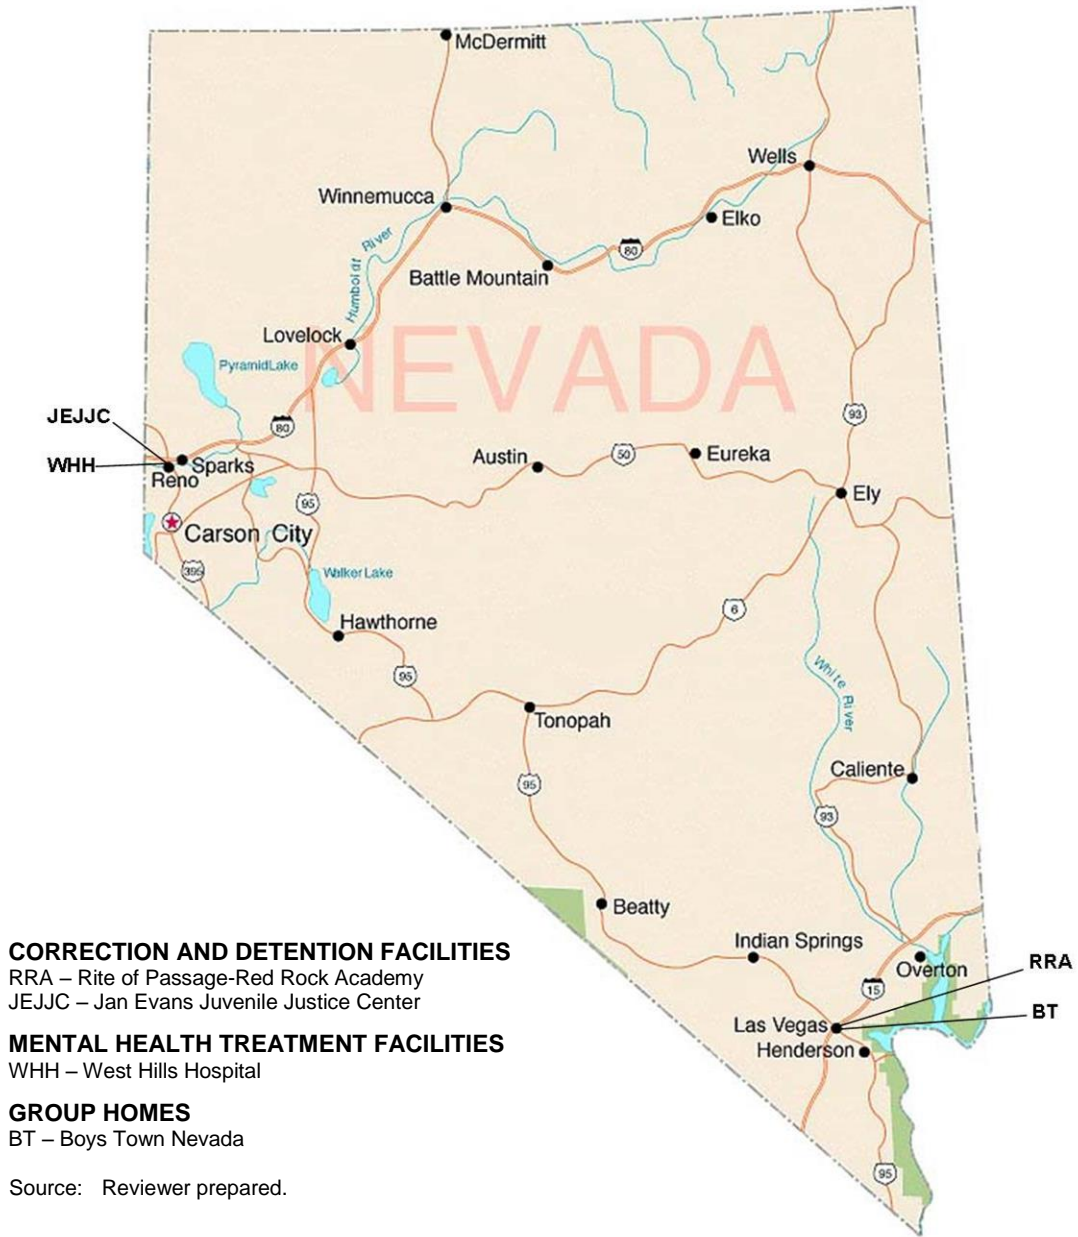 McDermitt
Wells
Winnemucca
Elko
Humboldt River
80
Battle Mountain
NEVADA
Lovelock
PyramidLake
JEJJC
80
93
WHH
Sparks
Reno
Austin
50
Eureka
Ely
95
Carson City
395
Walker Lake
6
Hawthorne
95
White River
Tonopah
Caliente
95
93
Beatty
Indian Springs
Overton
RRA
15
BT
Las Vegas
Henderson
95
CORRECTION AND DETENTION FACILITIES
RRA – Rite of Passage-Red Rock Academy
JEJJC – Jan Evans Juvenile Justice Center
MENTAL HEALTH TREATMENT FACILITIES
WHH – West Hills Hospital
GROUP HOMES
BT – Boys Town Nevada
Source: Reviewer prepared.